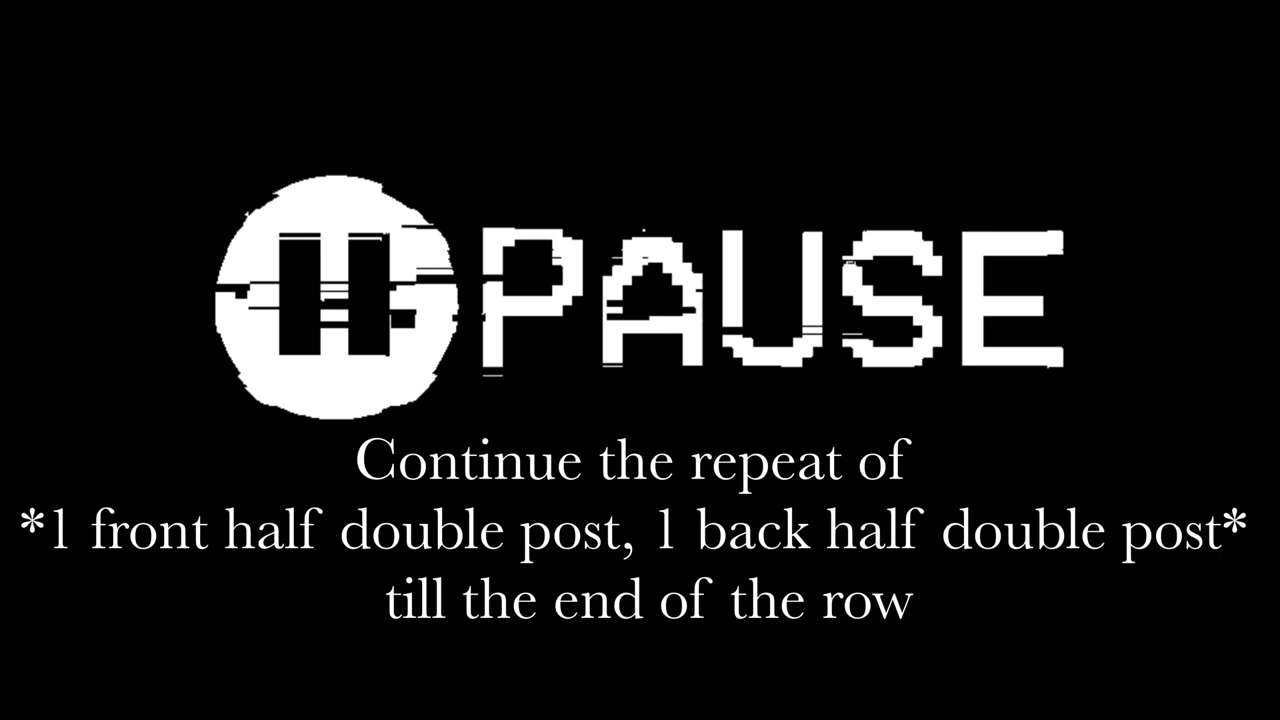 PAUSE
Continue the repeat of
*1 front half double post, 1 back half double post*
till the end of the row